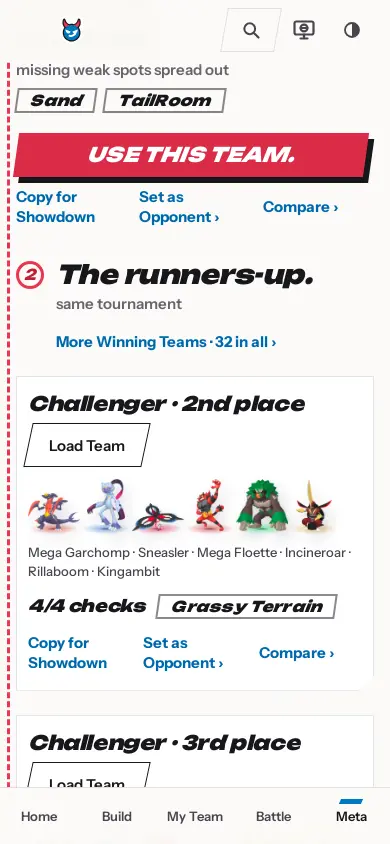 missing weak spots spread out
Sand TailRoom
USE THIS TEAM.
Copy for Showdown
Set as Opponent ›
Compare ›
2 The runners-up.
same tournament
More Winning Teams · 32 in all ›
Challenger · 2nd place
Load Team
Mega Garchomp · Sneasler · Mega Floette · Incineroar ·
Rillaboom · Kingambit
4/4 checks Grassy Terrain
Copy for Showdown
Set as Opponent ›
Compare ›
Challenger · 3rd place
Load Team
Home Build My Team Battle Meta